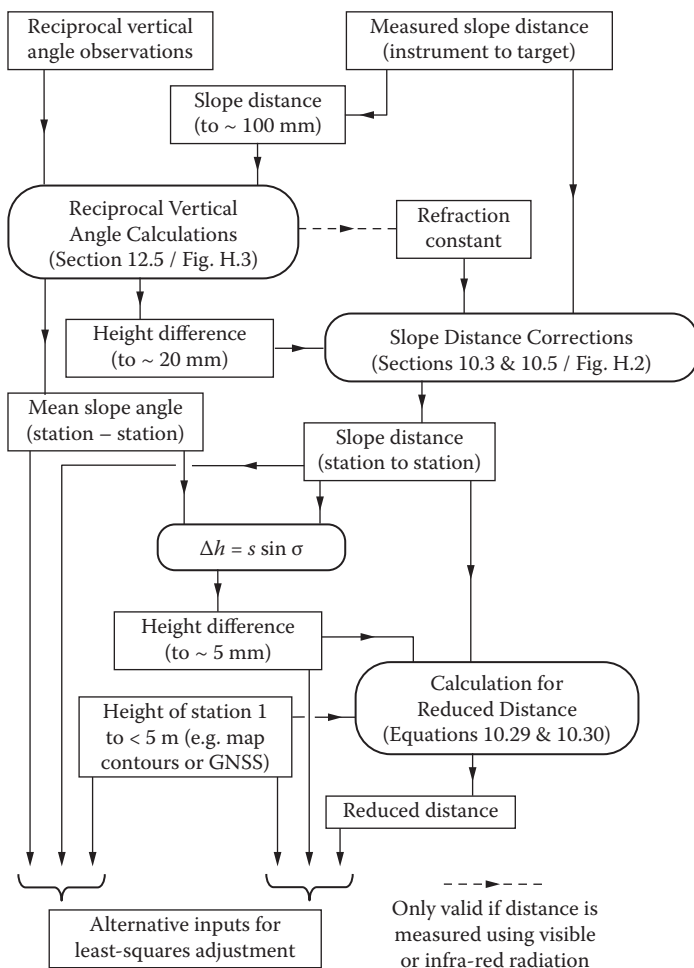 Reciprocal vertical
angle observations
Measured slope distance
(instrument to target)
Slope distance
(to ~ 100 mm)
Reciprocal Vertical
Angle Calculations
(Section 12.5 / Fig. H.3)
Refraction
constant
Height difference
(to ~ 20 mm)
Slope Distance Corrections
(Sections 10.3 & 10.5 / Fig. H.2)
Mean slope angle
(station – station)
Slope distance
(station to station)
Δh = s sin σ
Height difference
(to ~ 5 mm)
Calculation for
Reduced Distance
(Equations 10.29 & 10.30)
Height of station 1
to < 5 m (e.g. map
contours or GNSS)
Reduced distance
Alternative inputs for
least-squares adjustment
Only valid if distance is
measured using visible
or infra-red radiation